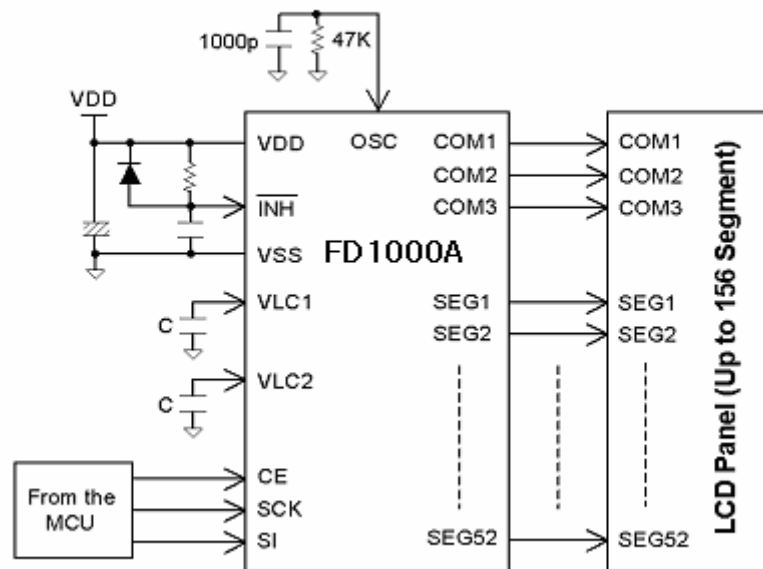 1000p
47K
VDD
VDD
OSC
COM1
COM1
COM2
COM2
INH
COM3
COM3
VSS
FD1000A
VLC1
SEG1
SEG1
C
SEG2
SEG2
VLC2
C
LCD Panel (Up to 156 Segment)
From the
MCU
CE
SCK
SI
SEG52
SEG52